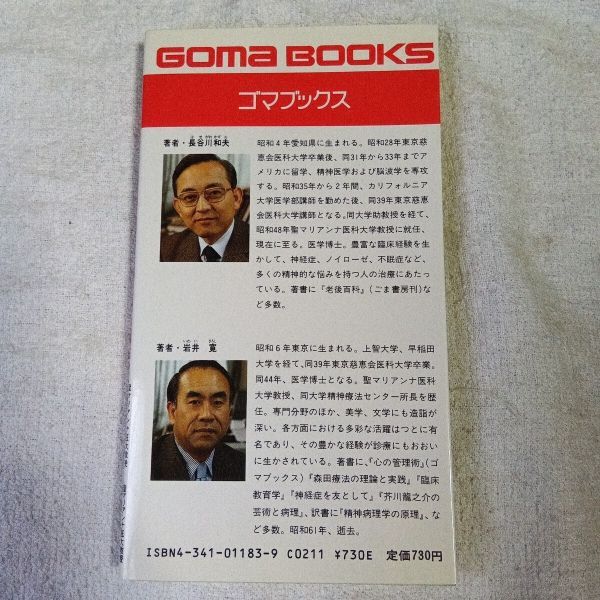 GOMA BOOKS
ゴマブックス
著者・長谷川和夫
昭和4年愛知県に生まれる。昭和28年東京慈
恵会医科大学卒業後、同31年から33年までア
メリカに留学、精神医学および脳波学を専攻
する。昭和35年から2年間、カリフォルニア
大学医学部講師を勤めた後、同39年東京慈恵
会医科大学講師となる。同大学助教授を経て、
昭和48年聖マリアンナ医科大学教授に就任、
現在に至る。医学博士。豊富な臨床経験を生
かして、神経症、ノイローゼ、不眠症など、
多くの精神的な悩みを持つ人の治療にあたっ
ている。著書に『老後百科』(ごま書房刊)な
ど多数。
著者・岩井 寛
昭和6年東京に生まれる。上智大学、早稲田
大学を経て、同39年東京慈恵会医科大学卒業。
同44年、医学博士となる。聖マリアンナ医科
大学教授、同大学精神療法センター所長を歴
任。専門分野のほか、美学、文学にも造詣が
深い。各方面における多彩な活躍はつとに有
名であり、その豊かな経験が診療にもおおい
に生かされている。著書に、『心の管理術』(ゴ
マブックス)『森田療法の理論と実践』『臨床
教育学』『神経症を友として』『芥川龍之介の
芸術と病理』、訳書に『精神病理学の原理』、な
ど多数。昭和61年、逝去。
ISBN4-341-01183-9 C0211 ¥730E 定価730円